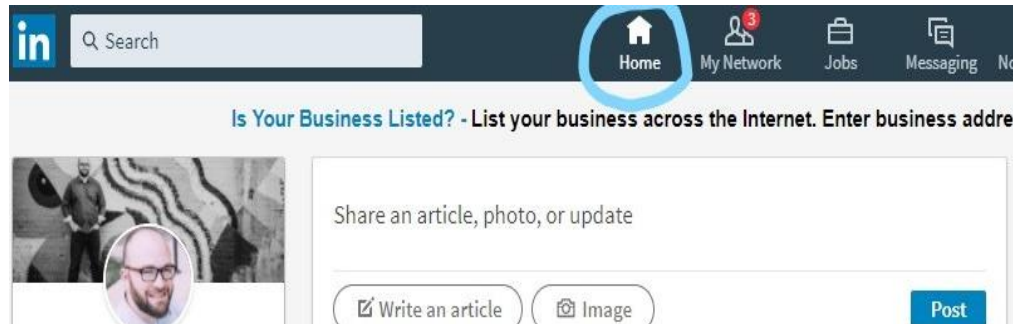 in Search
3
Home My Network Jobs Messaging No
Is Your Business Listed? - List your business across the Internet. Enter business addre
Share an article, photo, or update
Write an article Image Post